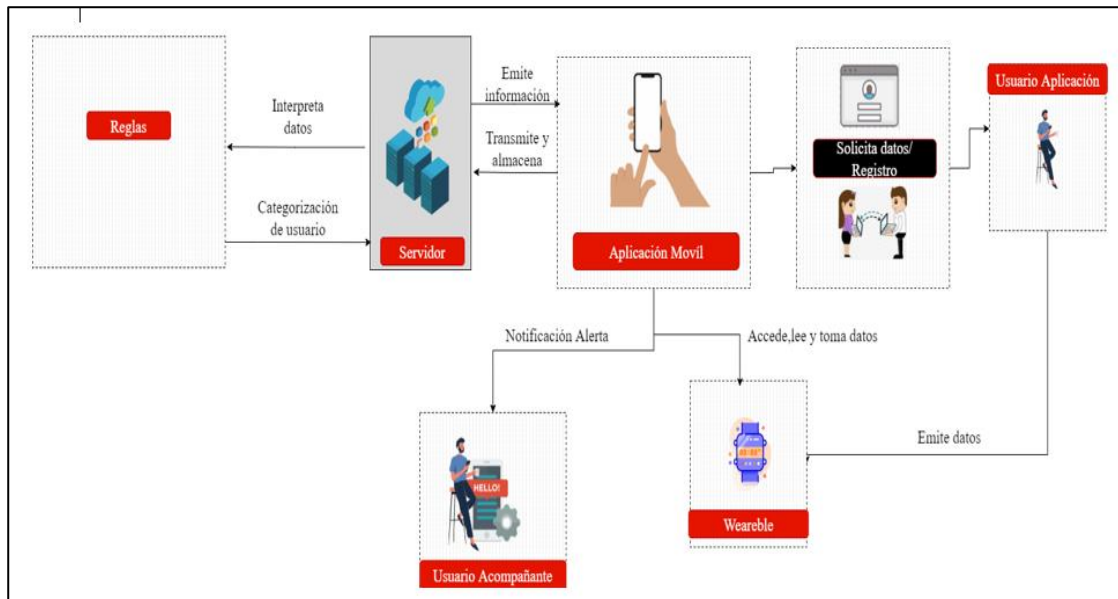 Reglas
Interpreta
datos
Categorización
de usuario
Servidor
Emite
información
Transmite y
almacena
Aplicación Movíl
Solicita datos/
Registro
Usuario Aplicación
Notificación Alerta
Accede,lee y toma datos
Emite datos
HELLO!
Usuario Acompañante
Weareble